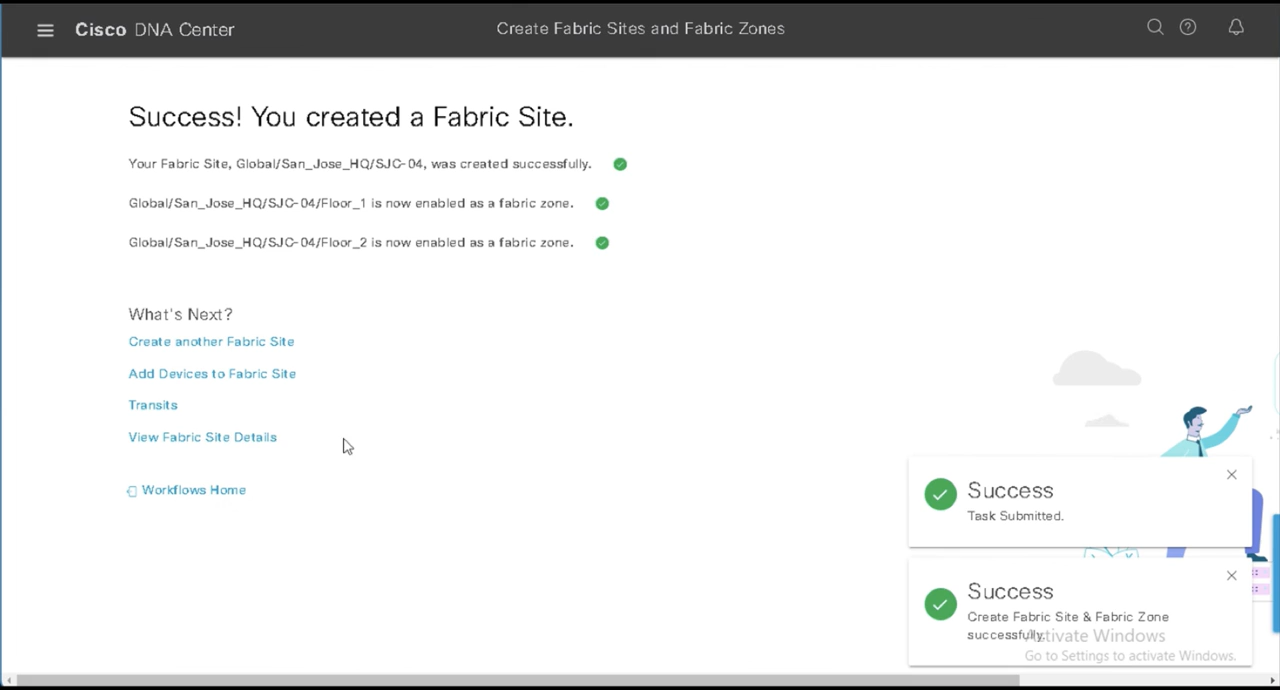 Cisco DNA Center
Create Fabric Sites and Fabric Zones
Success! You created a Fabric Site.
Your Fabric Site, Global/San_Jose_HQ/SJC-04, was created successfully.
Global/San_Jose_HQ/SJC-04/Floor_1 is now enabled as a fabric zone.
Global/San_Jose_HQ/SJC-04/Floor_2 is now enabled as a fabric zone.
What's Next?
Create another Fabric Site
Add Devices to Fabric Site
Transits
View Fabric Site Details
Workflows Home
Success
Task Submitted.
Success
Create Fabric Site & Fabric Zone
successfully.
Activate Windows
Go to Settings to activate Windows.